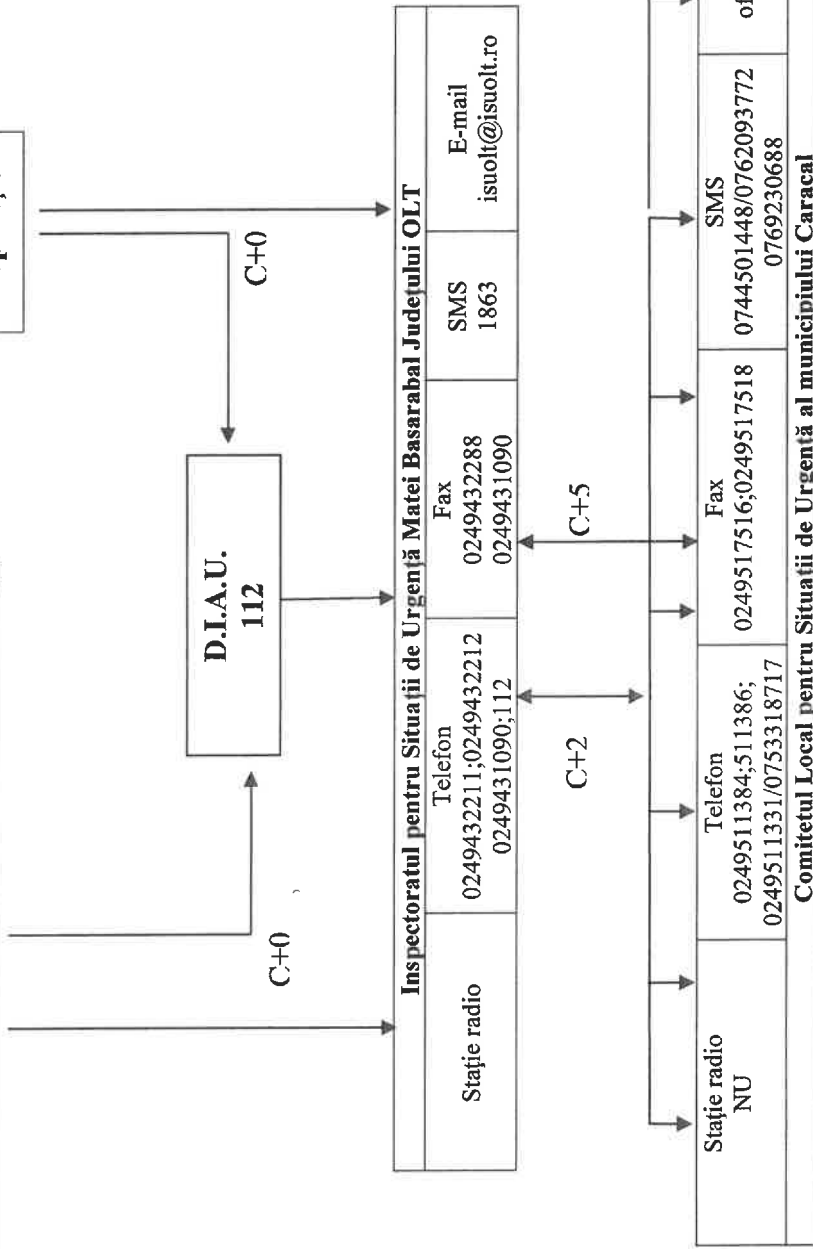 C+0
C+0
D.I.A.U.
112
Inspectoratul pentru Situații de Urgență Matei Basarabal Județului OLT
Stație radio
Telefon
0249432211;0249432212
0249431090;112
Fax
0249432288
0249431090
SMS
1863
E-mail
isuolt@isuolt.ro
C+2
C+5
Stație radio
NU
Telefon
0249511384;511386;
0249511331/0753318717
Fax
0249517516;0249517518
SMS
0744501448/0762093772
0769230688
of
Comitetul Local pentru Situatii de Urgență al municipiului Caracal